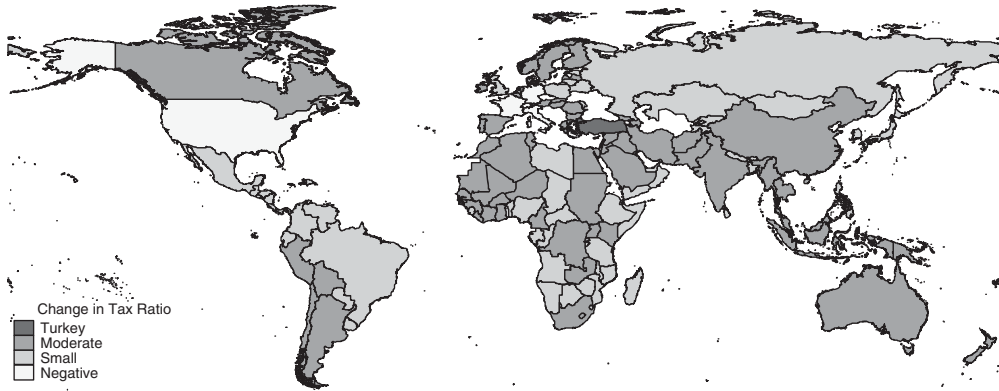 Change in Tax Ratio
Turkey
Moderate
Small
Negative